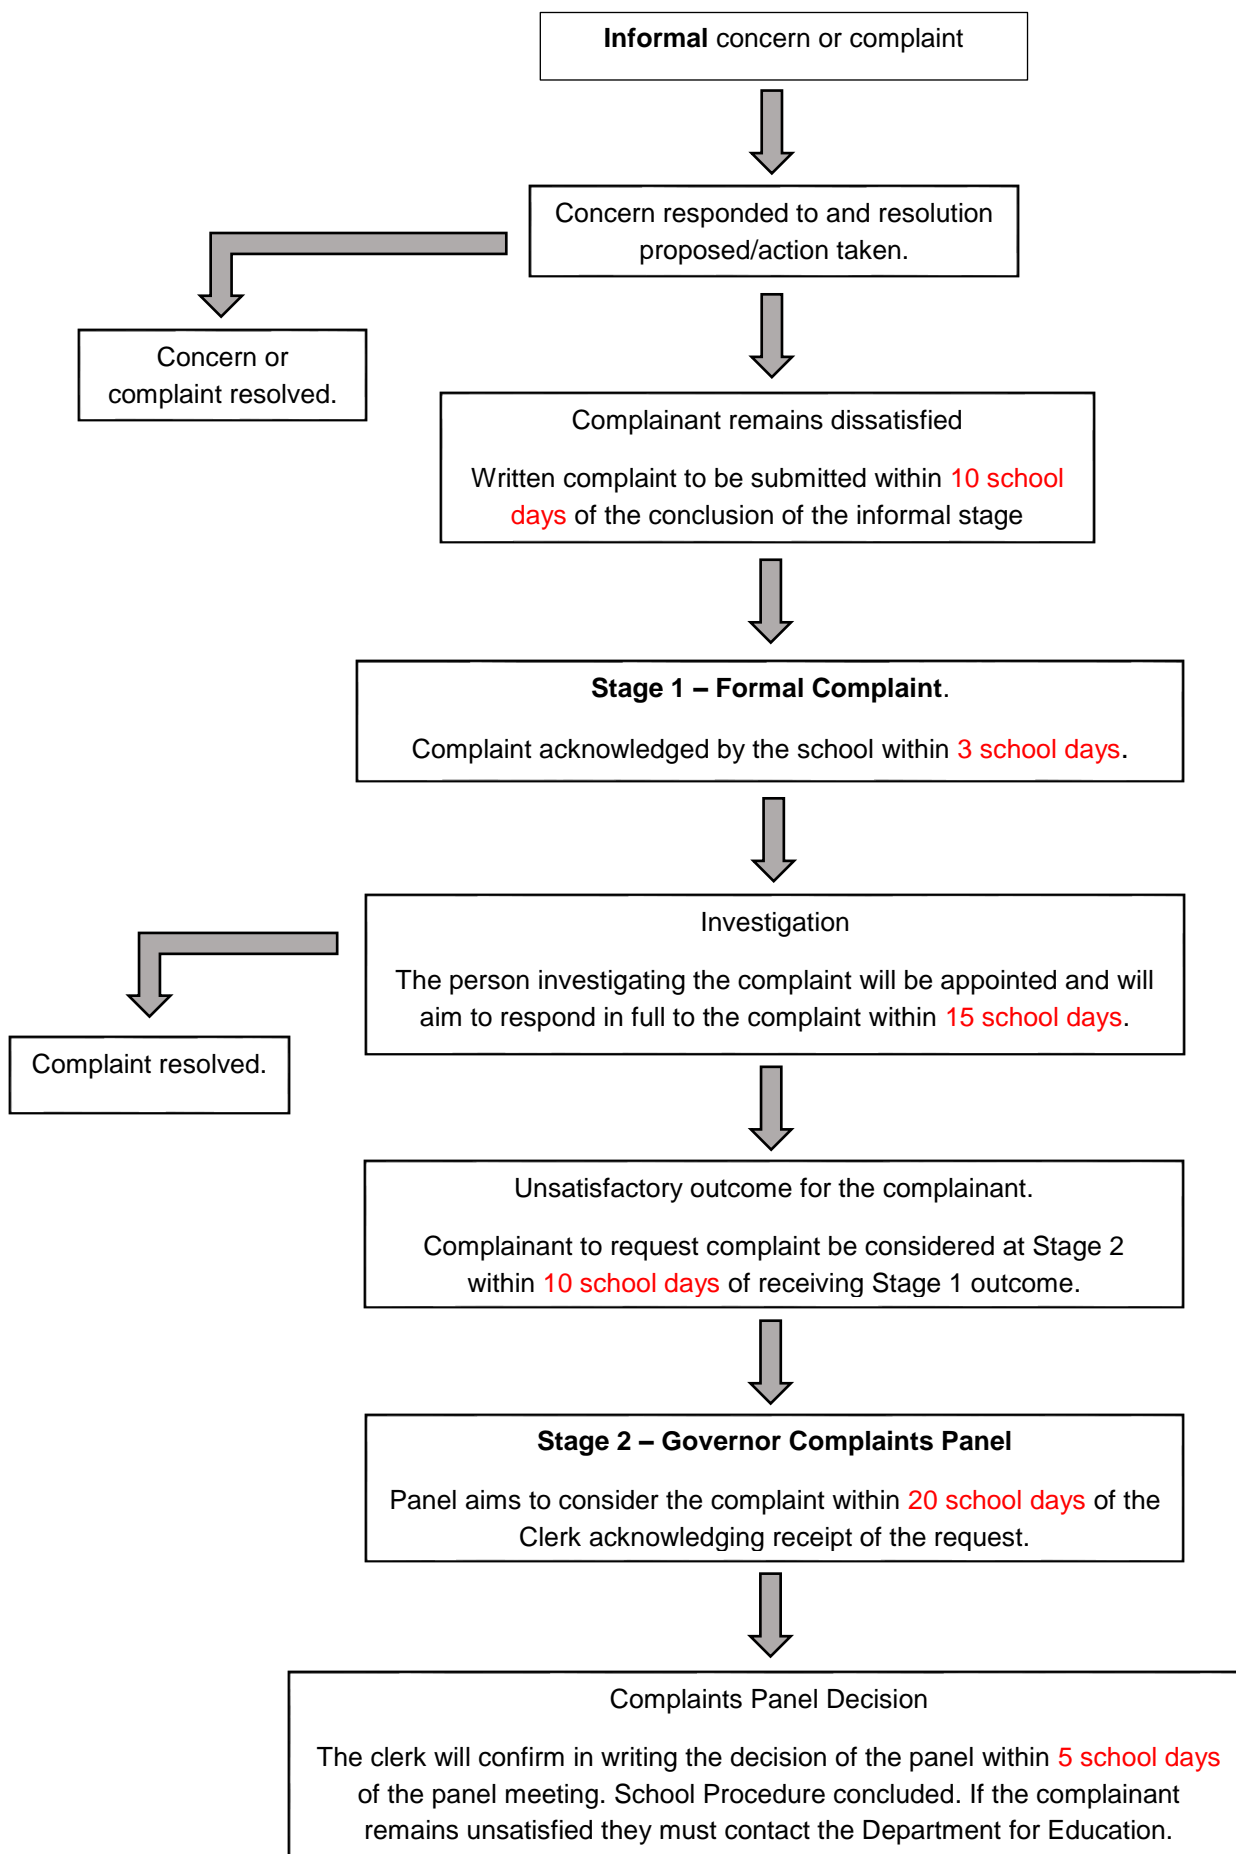 Informal concern or complaint
Concern responded to and resolution
proposed/action taken.
Concern or
complaint resolved.
Complainant remains dissatisfied
Written complaint to be submitted within 10 school
days of the conclusion of the informal stage
Stage 1 – Formal Complaint.
Complaint acknowledged by the school within 3 school days.
Investigation
The person investigating the complaint will be appointed and will
aim to respond in full to the complaint within 15 school days.
Complaint resolved.
Unsatisfactory outcome for the complainant.
Complainant to request complaint be considered at Stage 2
within 10 school days of receiving Stage 1 outcome.
Stage 2 – Governor Complaints Panel
Panel aims to consider the complaint within 20 school days of the
Clerk acknowledging receipt of the request.
Complaints Panel Decision
The clerk will confirm in writing the decision of the panel within 5 school days
of the panel meeting. School Procedure concluded. If the complainant
remains unsatisfied they must contact the Department for Education.